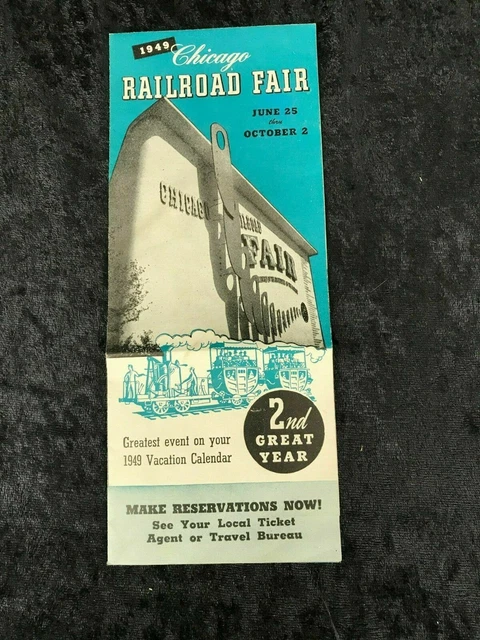 1949 Chicago
RAILROAD FAIR
JUNE 25
thru
OCTOBER 2
CHICAGO
RAILROAD
FAIR
2nd
GREAT
YEAR
Greatest event on your
1949 Vacation Calendar
MAKE RESERVATIONS NOW!
See Your Local Ticket
Agent or Travel Bureau